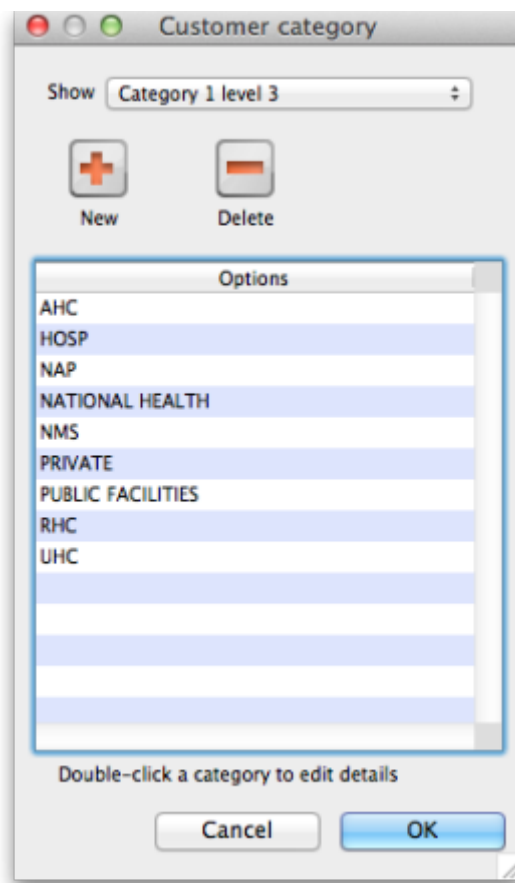 Customer category
Show Category 1 level 3
New Delete
Options
AHC
HOSP
NAP
NATIONAL HEALTH
NMS
PRIVATE
PUBLIC FACILITIES
RHC
UHC
Double-click a category to edit details
Cancel OK